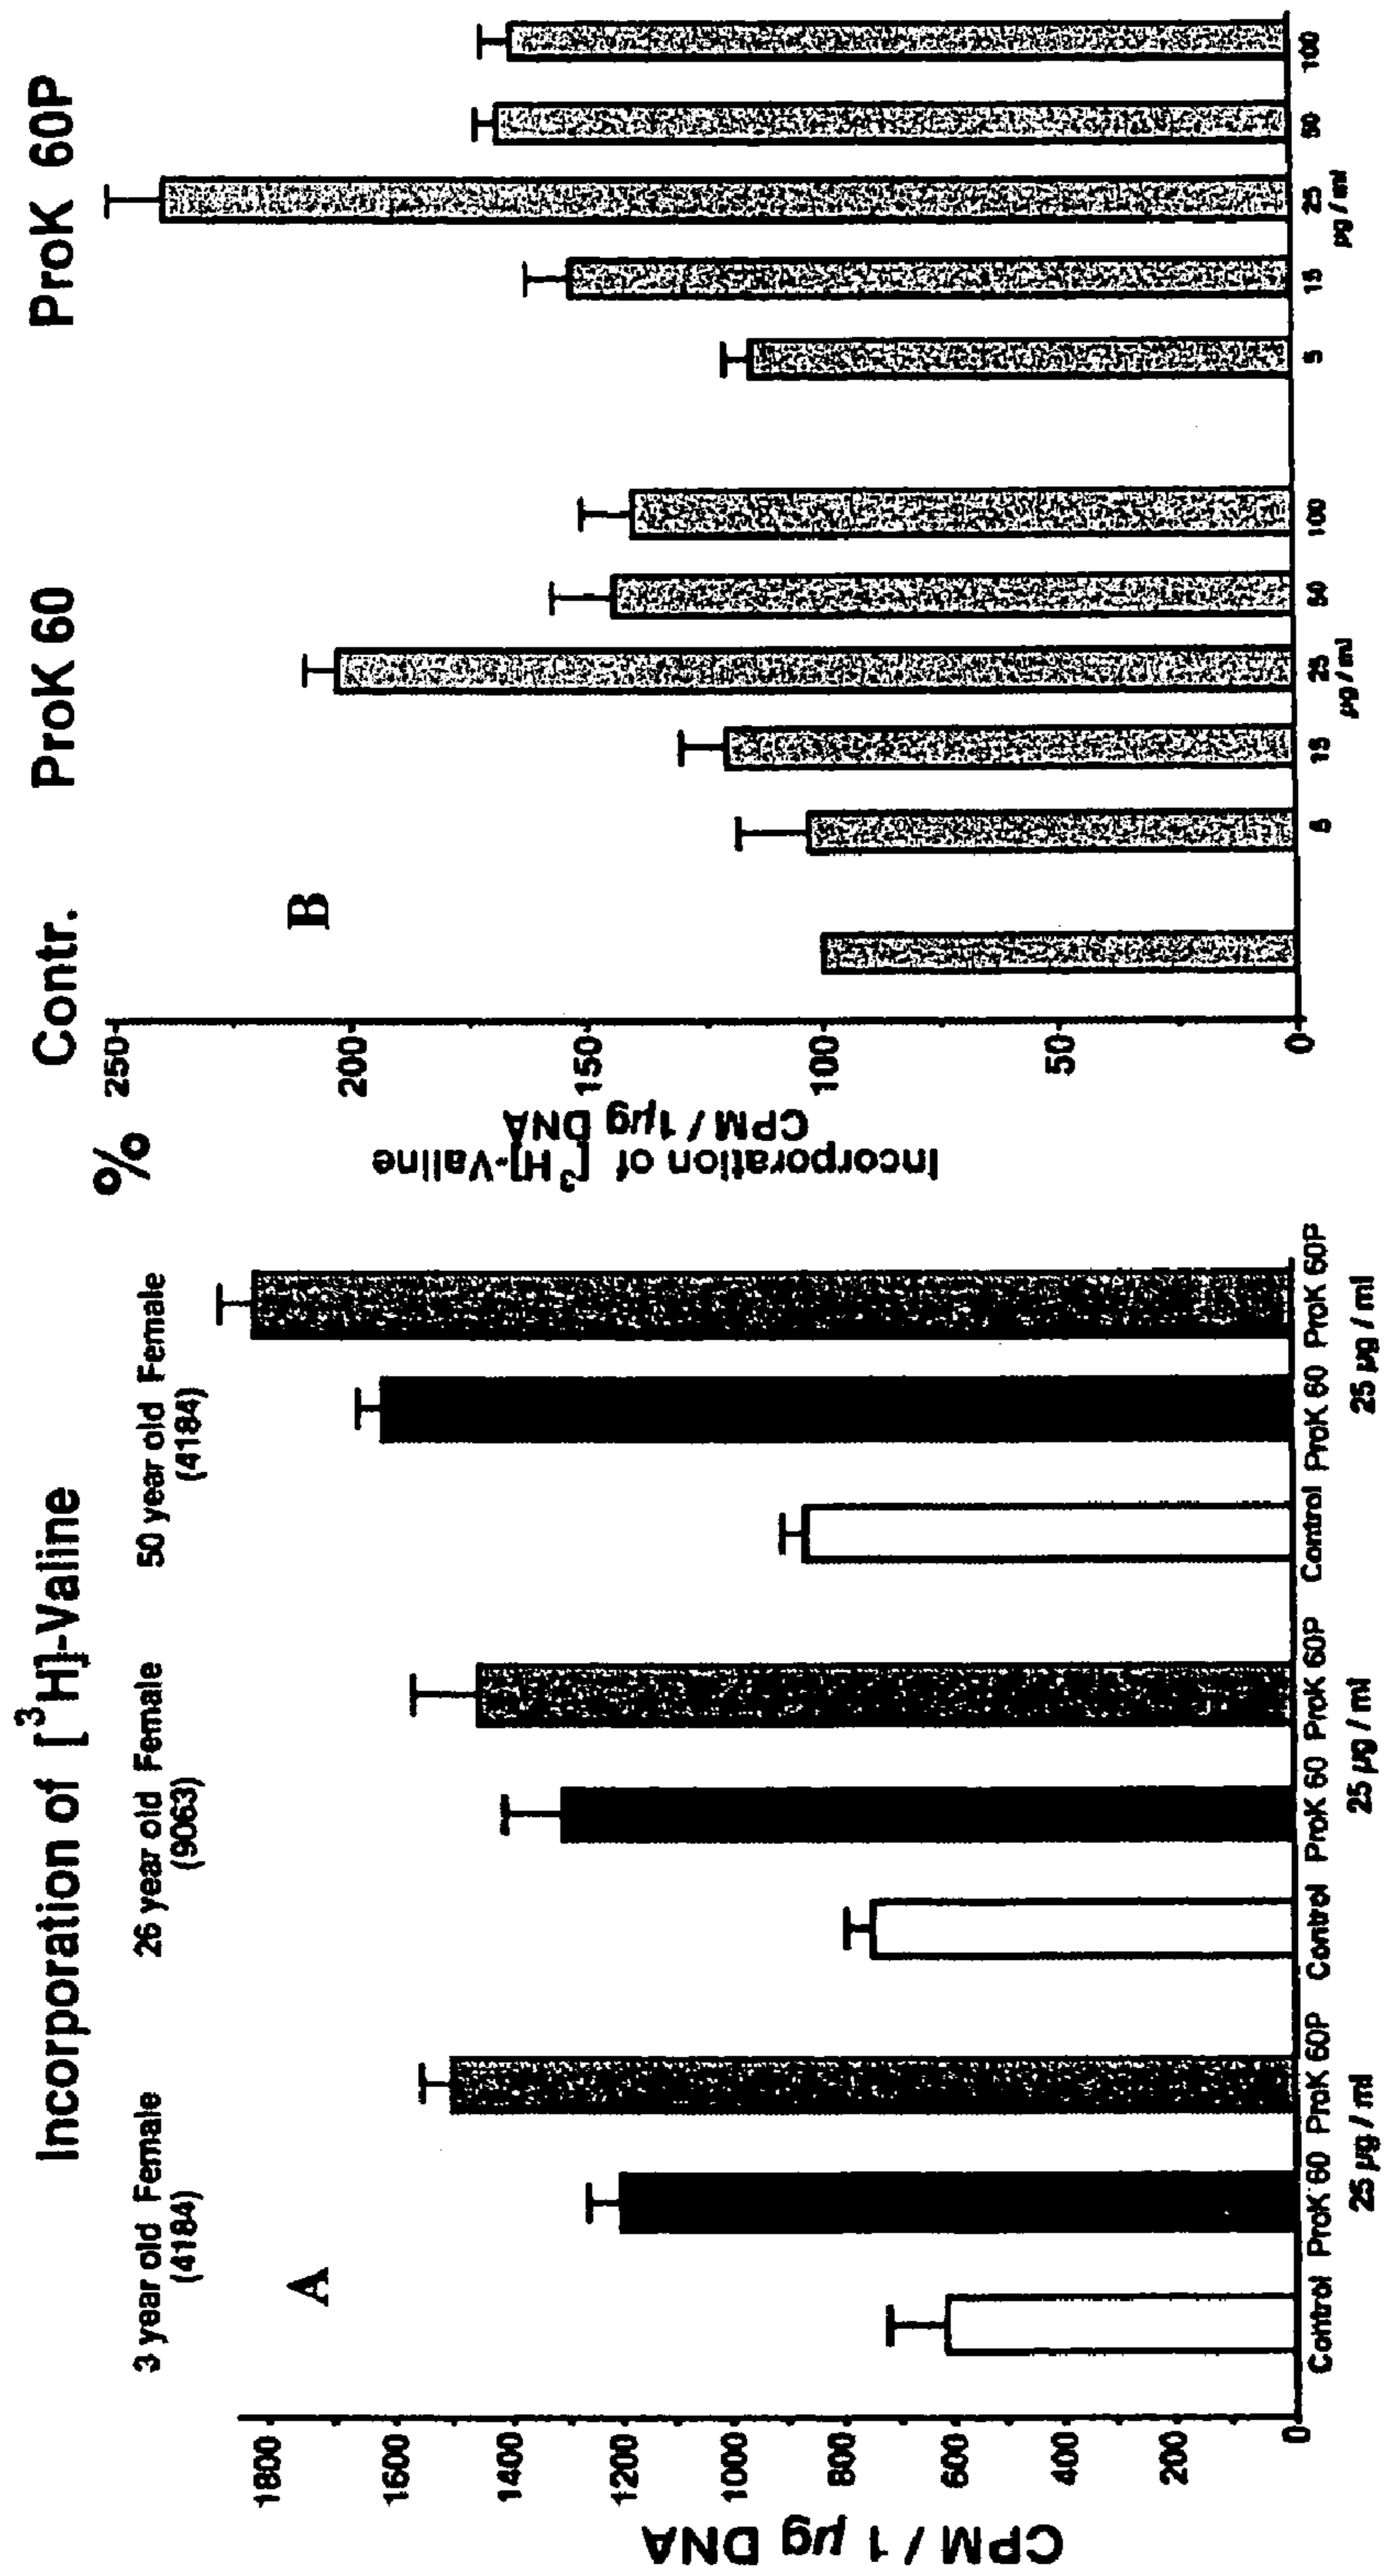 Incorporation of [³H]-Valine
3 year old Female
(4184)
26 year old Female
(9063)
50 year old Female
(4184)
A
CPM / 1 µg DNA
1800
1600
1400
1200
1000
800
600
400
200
0
Control ProK 60 ProK 60P
25 µg / ml
Control ProK 60 ProK 60P
25 µg / ml
Control ProK 60 ProK 60P
25 µg / ml
Contr. ProK 60 ProK 60P
%
B
Incorporation of [³H]-Valine
CPM / 1µg DNA
250
200
150
100
50
0
5 15 25 50 100
µg / ml
5 15 25 50 100
µg / ml